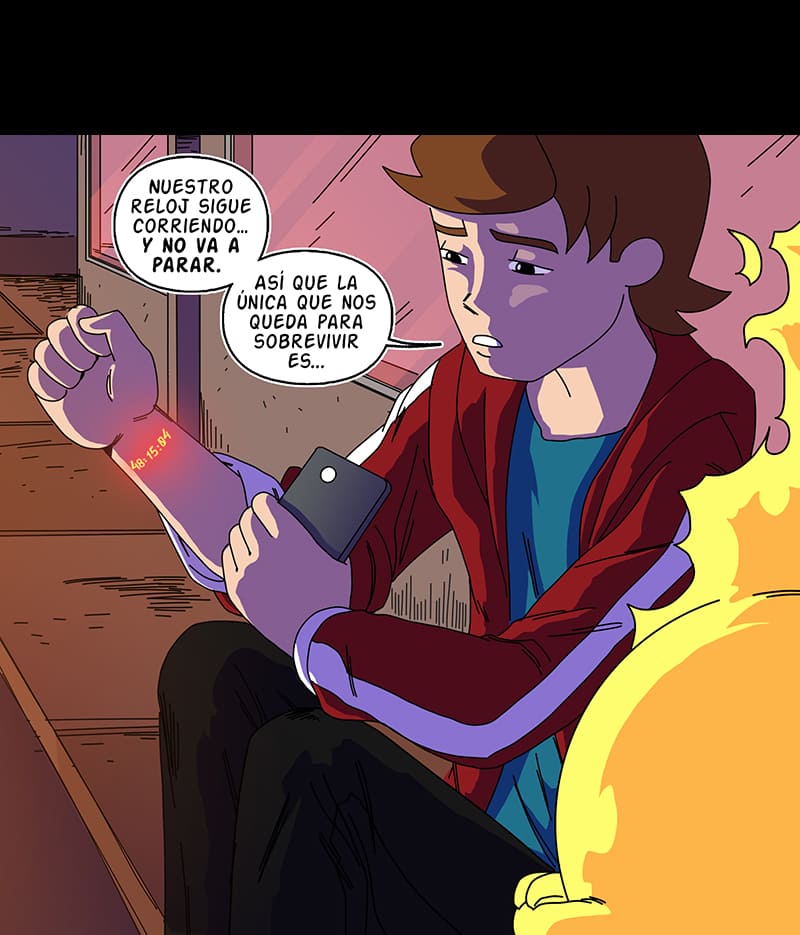 NUESTRO
RELOJ SIGUE
CORRIENDO...
Y NO VA A
PARAR.
ASÍ QUE LA
ÚNICA QUE NOS
QUEDA PARA
SOBREVIVIR
ES...
48:15:04